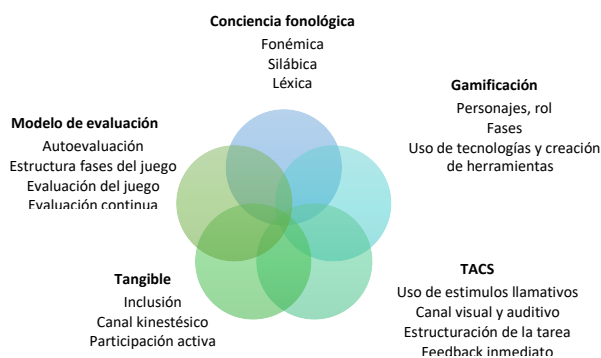 Conciencia fonológica
Fonémica
Silábica
Léxica
Gamificación
Personajes, rol
Fases
Uso de tecnologías y creación
de herramientas
Modelo de evaluación
Autoevaluación
Estructura fases del juego
Evaluación del juego
Evaluación continua
Tangible
Inclusión
Canal kinestésico
Participación activa
TACS
Uso de estimulos llamativos
Canal visual y auditivo
Estructuración de la tarea
Feedback inmediato